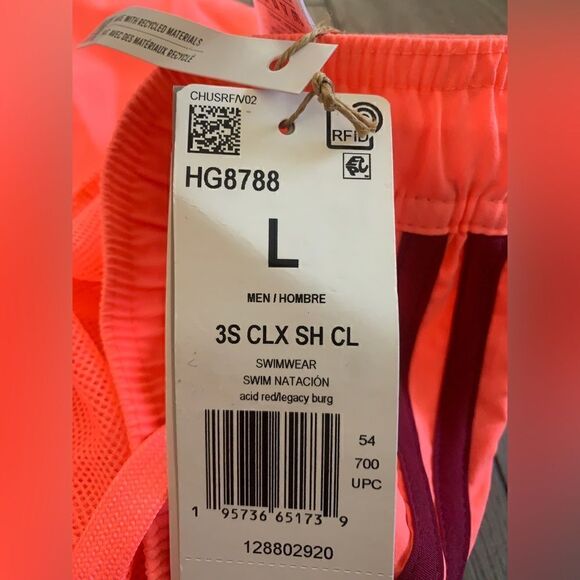 MADE WITH RECYCLED MATERIALS
AVEC DES MATÉRIAUX RECYCLÉ
CHUSRF/V02
RFID
HG8788
L
MEN / HOMBRE
3S CLX SH CL
SWIMWEAR
SWIM NATACIÓN
acid red/legacy burg
54
700
UPC
1 95736 65173 9
128802920